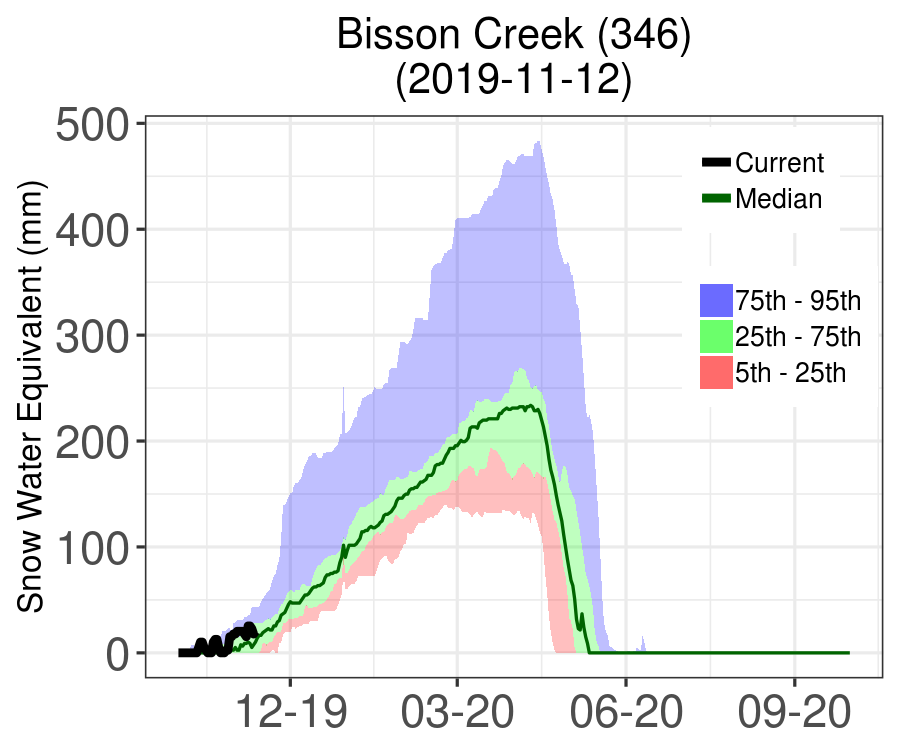 Bisson Creek (346)
(2019-11-12)
Snow Water Equivalent (mm)
500
400
300
200
100
0
12-19
03-20
06-20
09-20
Current
Median
75th - 95th
25th - 75th
5th - 25th